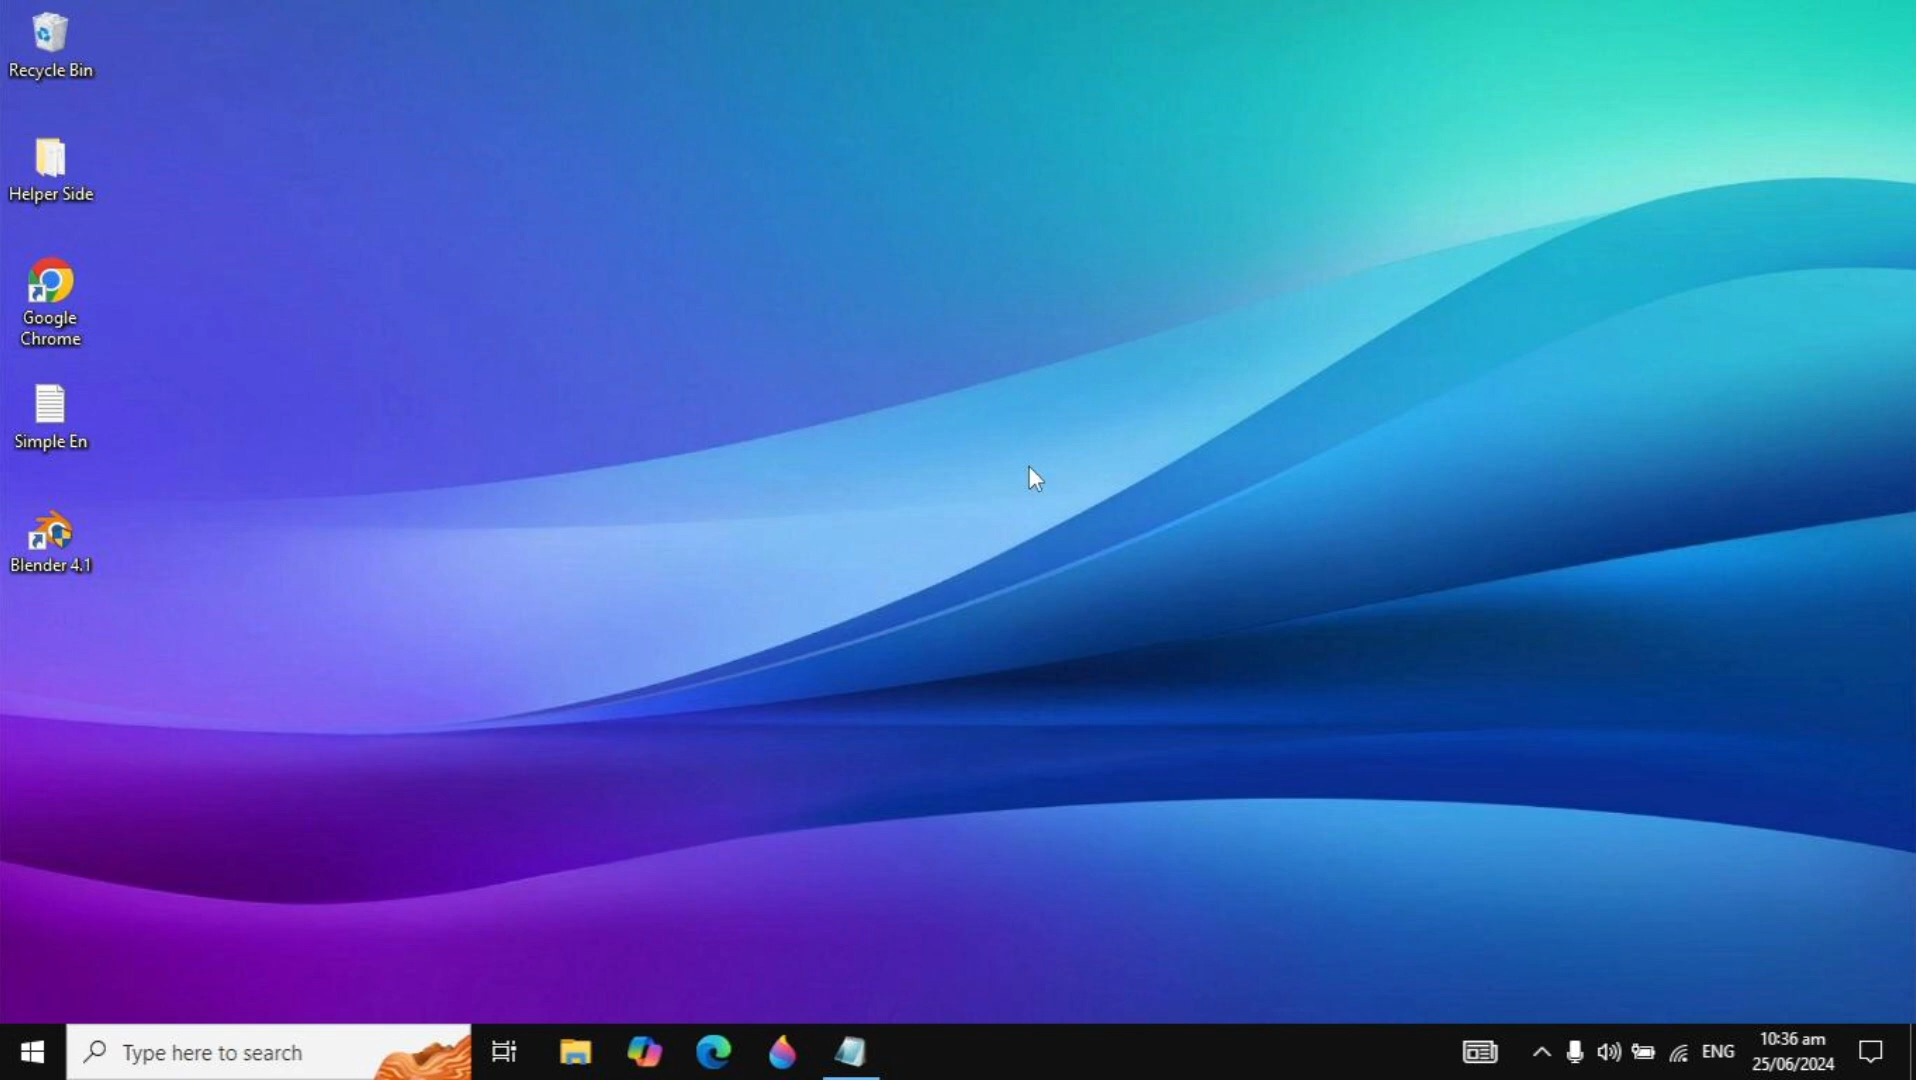 Recycle Bin
Helper Side
Google
Chrome
Simple En
Blender 4.1
Type here to search
ENG
10:36 am
25/06/2024